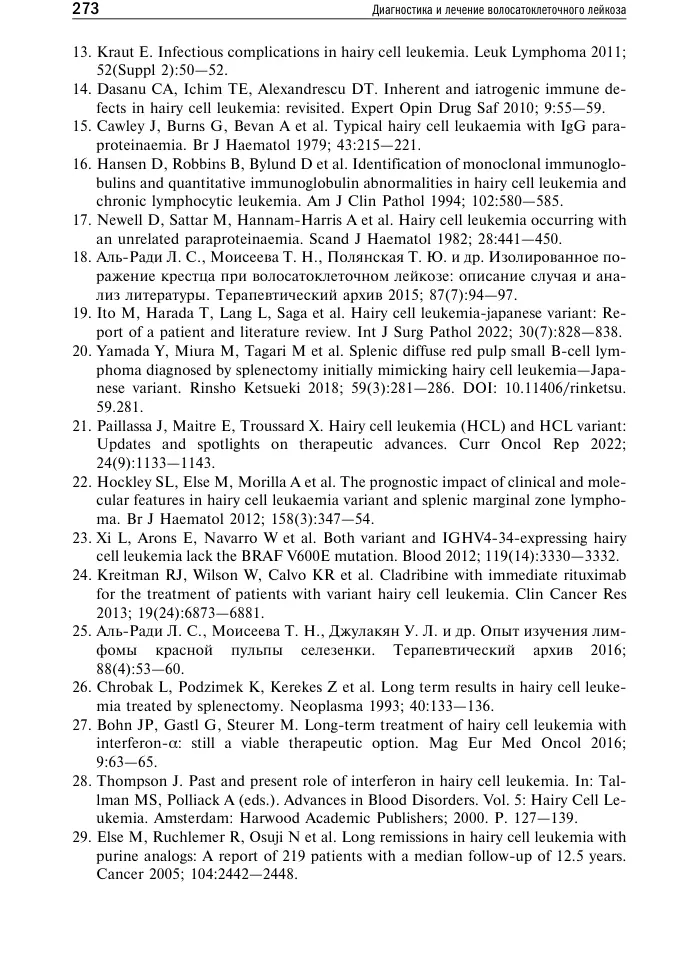 273
Диагностика и лечение волосатоклеточного лейкоза
13. Kraut E. Infectious complications in hairy cell leukemia. Leuk Lymphoma 2011;
52(Suppl 2):50—52.
14. Dasanu CA, Ichim TE, Alexandrescu DT. Inherent and iatrogenic immune de-
fects in hairy cell leukemia: revisited. Expert Opin Drug Saf 2010; 9:55—59.
15. Cawley J, Burns G, Bevan A et al. Typical hairy cell leukaemia with IgG para-
proteinaemia. Br J Haematol 1979; 43:215—221.
16. Hansen D, Robbins B, Bylund D et al. Identification of monoclonal immunoglo-
bulins and quantitative immunoglobulin abnormalities in hairy cell leukemia and
chronic lymphocytic leukemia. Am J Clin Pathol 1994; 102:580—585.
17. Newell D, Sattar M, Hannam-Harris A et al. Hairy cell leukemia occurring with
an unrelated paraproteinaemia. Scand J Haematol 1982; 28:441—450.
18. Аль-Ради Л. С., Моисеева Т. Н., Полянская Т. Ю. и др. Изолированное по-
ражение крестца при волосатоклеточном лейкозе: описание случая и ана-
лиз литературы. Терапевтический архив 2015; 87(7):94—97.
19. Ito M, Harada T, Lang L, Saga et al. Hairy cell leukemia-japanese variant: Re-
port of a patient and literature review. Int J Surg Pathol 2022; 30(7):828—838.
20. Yamada Y, Miura M, Tagari M et al. Splenic diffuse red pulp small B-cell lym-
phoma diagnosed by splenectomy initially mimicking hairy cell leukemia—Japa-
nese variant. Rinsho Ketsueki 2018; 59(3):281—286. DOI: 10.11406/rinketsu.
59.281.
21. Paillassa J, Maitre E, Troussard X. Hairy cell leukemia (HCL) and HCL variant:
Updates and spotlights on therapeutic advances. Curr Oncol Rep 2022;
24(9):1133—1143.
22. Hockley SL, Else M, Morilla A et al. The prognostic impact of clinical and mole-
cular features in hairy cell leukaemia variant and splenic marginal zone lympho-
ma. Br J Haematol 2012; 158(3):347—54.
23. Xi L, Arons E, Navarro W et al. Both variant and IGHV4-34-expressing hairy
cell leukemia lack the BRAF V600E mutation. Blood 2012; 119(14):3330—3332.
24. Kreitman RJ, Wilson W, Calvo KR et al. Cladribine with immediate rituximab
for the treatment of patients with variant hairy cell leukemia. Clin Cancer Res
2013; 19(24):6873—6881.
25. Аль-Ради Л. С., Моисеева Т. Н., Джулакян У. Л. и др. Опыт изучения лим-
фомы красной пульпы селезенки. Терапевтический архив 2016;
88(4):53—60.
26. Chrobak L, Podzimek K, Kerekes Z et al. Long term results in hairy cell leuke-
mia treated by splenectomy. Neoplasma 1993; 40:133—136.
27. Bohn JP, Gastl G, Steurer M. Long-term treatment of hairy cell leukemia with
interferon-α: still a viable therapeutic option. Mag Eur Med Oncol 2016;
9:63—65.
28. Thompson J. Past and present role of interferon in hairy cell leukemia. In: Tal-
lman MS, Polliack A (eds.). Advances in Blood Disorders. Vol. 5: Hairy Cell Le-
ukemia. Amsterdam: Harwood Academic Publishers; 2000. P. 127—139.
29. Else M, Ruchlemer R, Osuji N et al. Long remissions in hairy cell leukemia with
purine analogs: A report of 219 patients with a median follow-up of 12.5 years.
Cancer 2005; 104:2442—2448.